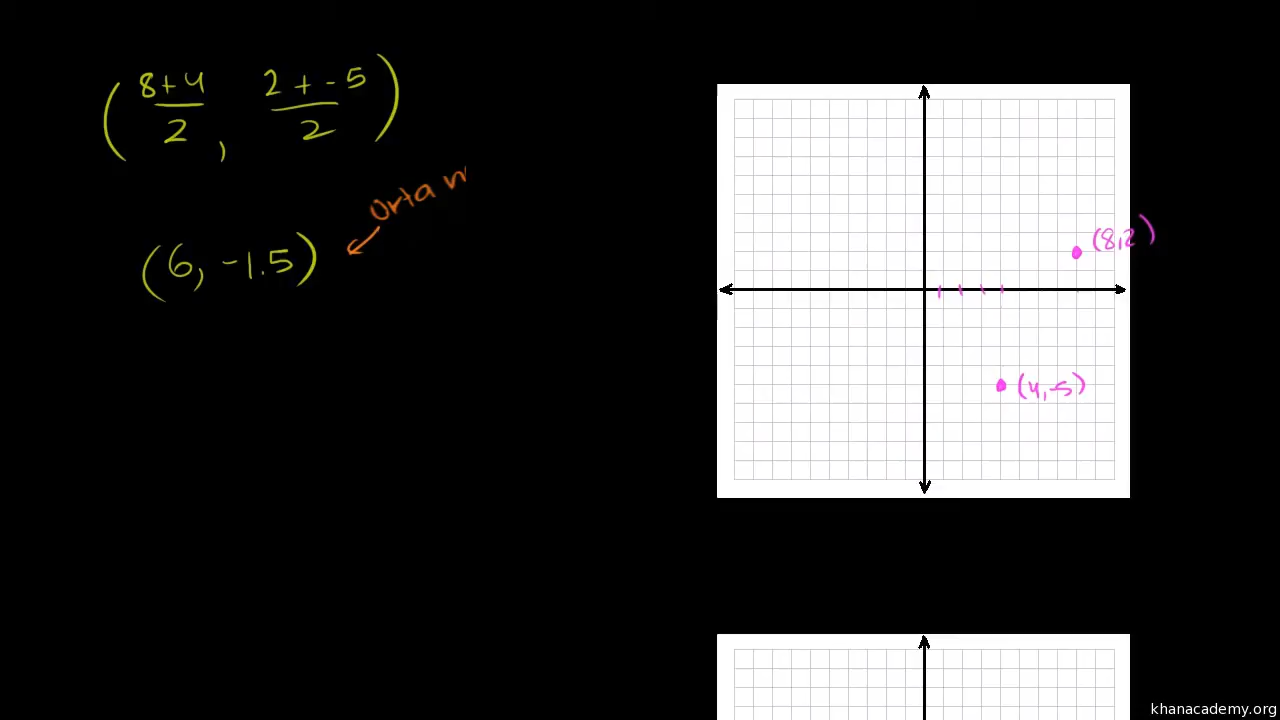 (8+4/2, 2+-5/2)
Orta
(6, -1.5)
(8,2)
(4,-5)
khanacademy.org